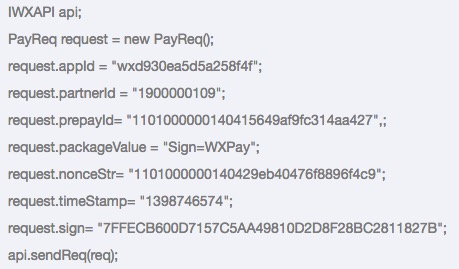 IWXAPI api;
PayReq request = new PayReq();
request.appId = "wxd930ea5d5a258f4f";
request.partnerId = "1900000109";
request.prepayId= "1101000000140415649af9fc314aa427",;
request.packageValue = "Sign=WXPay";
request.nonceStr= "1101000000140429eb40476f8896f4c9";
request.timeStamp= "1398746574";
request.sign= "7FFECB600D7157C5AA49810D2D8F28BC2811827B";
api.sendReq(req);